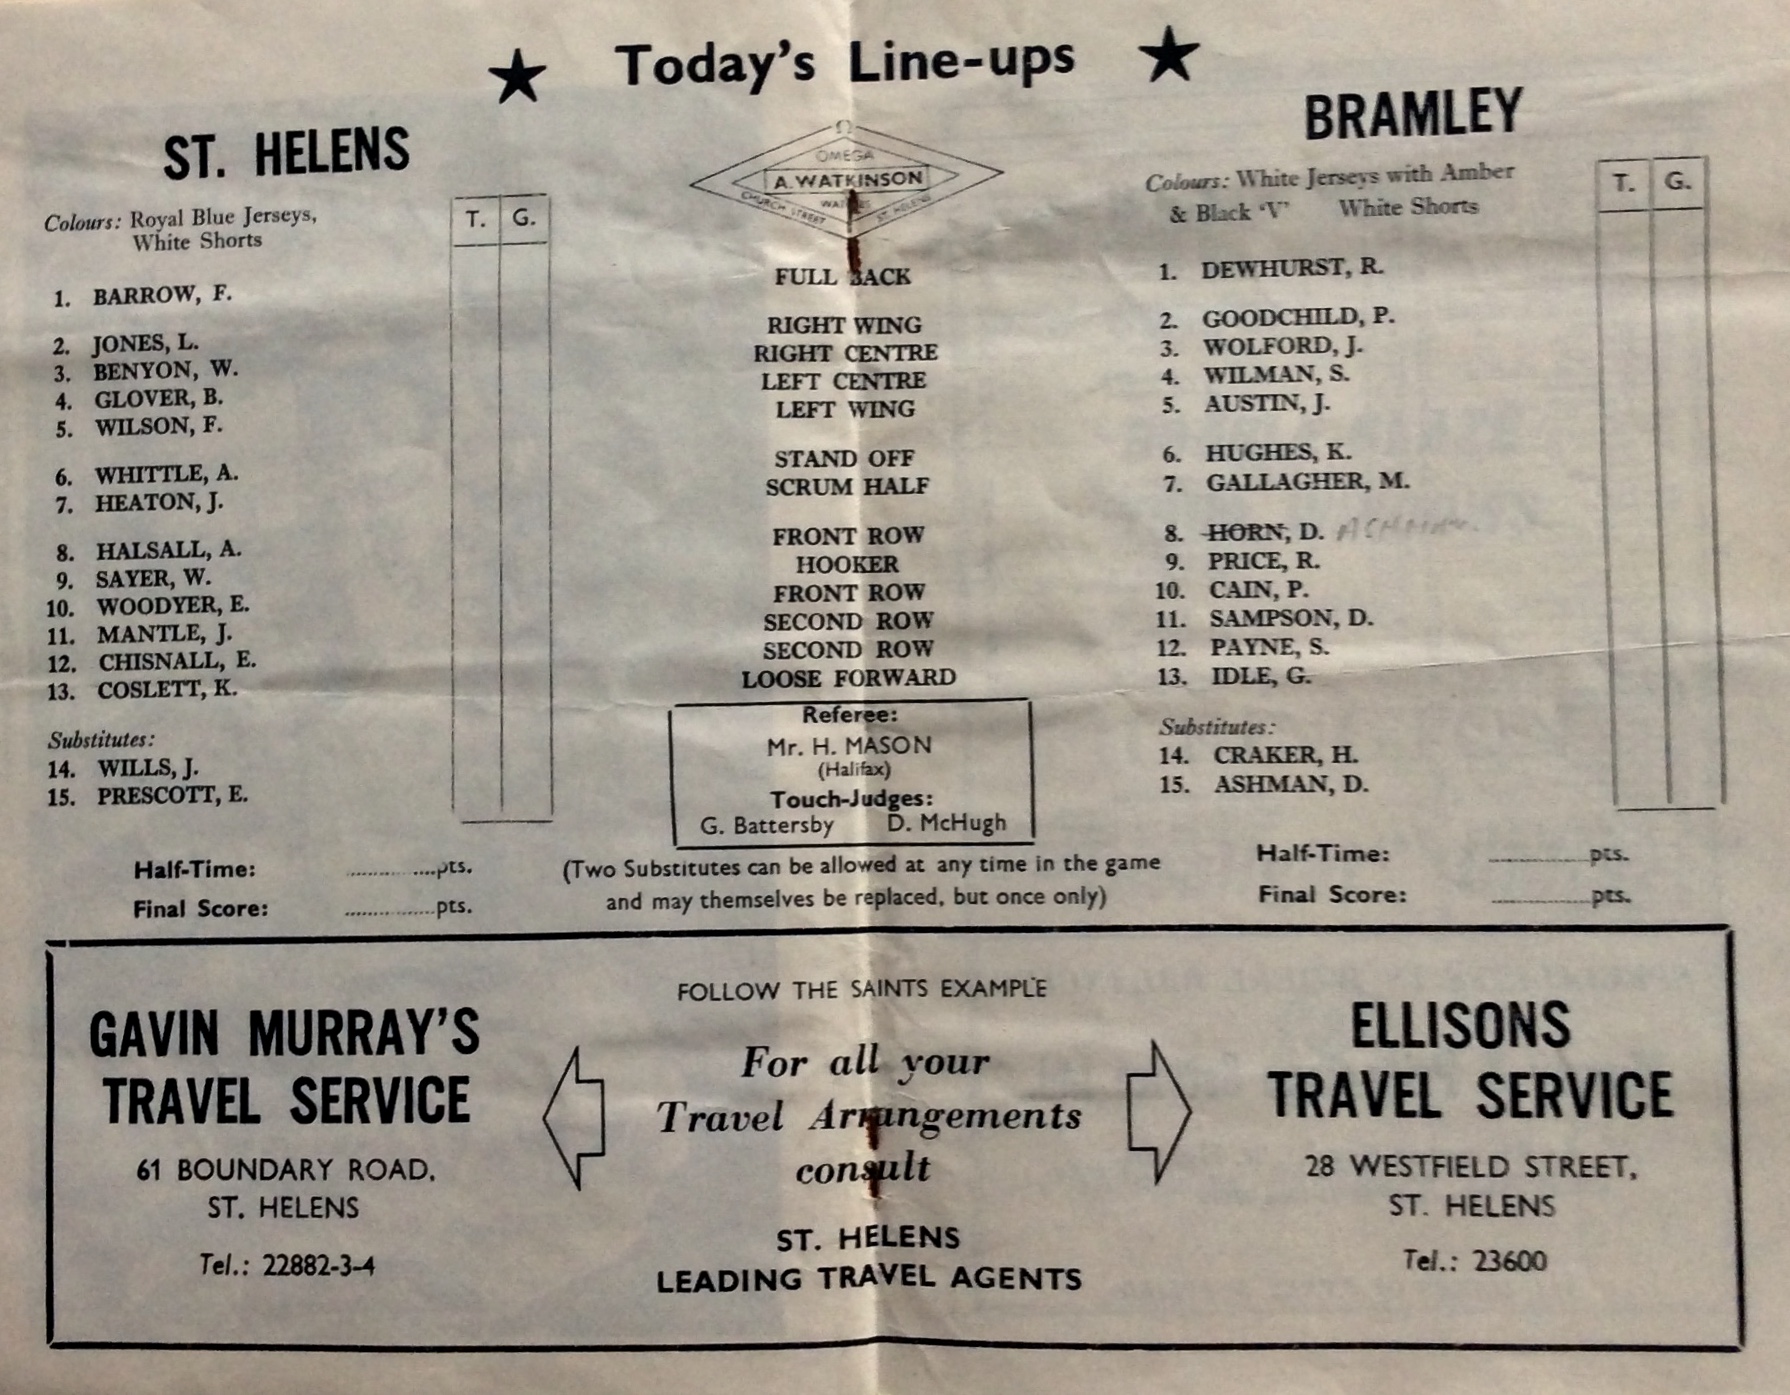 ★ Today's Line-ups ★
ST. HELENS
Colours: Royal Blue Jerseys,
White Shorts
T. G.
1. BARROW, F.
2. JONES, L.
3. BENYON, W.
4. GLOVER, B.
5. WILSON, F.
6. WHITTLE, A.
7. HEATON, J.
8. HALSALL, A.
9. SAYER, W.
10. WOODYER, E.
11. MANTLE, J.
12. CHISNALL, E.
13. COSLETT, K.
Substitutes:
14. WILLS, J.
15. PRESCOTT, E.
Half-Time: ..............pts.
Final Score: ..............pts.
Ω
OMEGA
A. WATKINSON
CHURCH STREET
ST. HELENS
FULL BACK
RIGHT WING
RIGHT CENTRE
LEFT CENTRE
LEFT WING
STAND OFF
SCRUM HALF
FRONT ROW
HOOKER
FRONT ROW
SECOND ROW
SECOND ROW
LOOSE FORWARD
Referee:
Mr. H. MASON
(Halifax)
Touch-Judges:
G. Battersby D. McHugh
(Two Substitutes can be allowed at any time in the game
and may themselves be replaced, but once only)
BRAMLEY
Colours: White Jerseys with Amber
& Black 'V' White Shorts
T. G.
1. DEWHURST, R.
2. GOODCHILD, P.
3. WOLFORD, J.
4. WILMAN, S.
5. AUSTIN, J.
6. HUGHES, K.
7. GALLAGHER, M.
8. HORN, D. ASHMAN
9. PRICE, R.
10. CAIN, P.
11. SAMPSON, D.
12. PAYNE, S.
13. IDLE, G.
Substitutes:
14. CRAKER, H.
15. ASHMAN, D.
Half-Time: ..............pts.
Final Score: ..............pts.
GAVIN MURRAY'S
TRAVEL SERVICE
61 BOUNDARY ROAD,
ST. HELENS
Tel.: 22882-3-4
FOLLOW THE SAINTS EXAMPLE
For all your
Travel Arrangements
consult
ST. HELENS
LEADING TRAVEL AGENTS
ELLISONS
TRAVEL SERVICE
28 WESTFIELD STREET,
ST. HELENS
Tel.: 23600